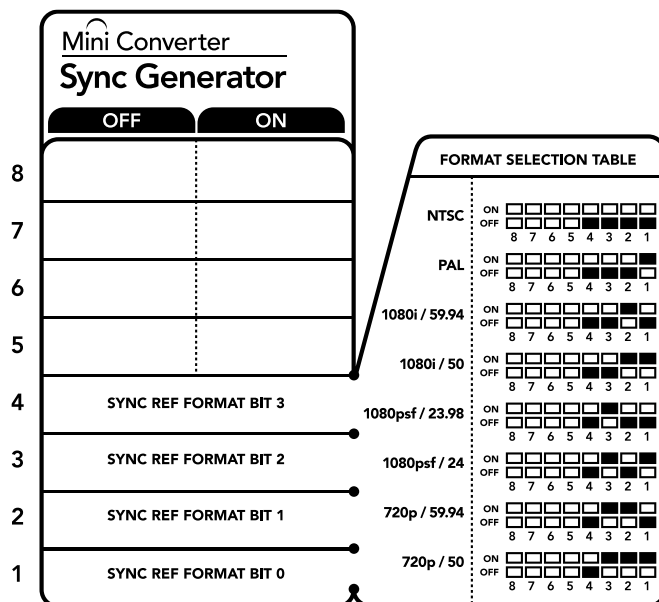 Mini Converter
Sync Generator
OFF ON
8
7
6
5
4 SYNC REF FORMAT BIT 3
3 SYNC REF FORMAT BIT 2
2 SYNC REF FORMAT BIT 1
1 SYNC REF FORMAT BIT 0
FORMAT SELECTION TABLE
NTSC ON
OFF
8 7 6 5 4 3 2 1
PAL ON
OFF
8 7 6 5 4 3 2 1
1080i / 59.94 ON
OFF
8 7 6 5 4 3 2 1
1080i / 50 ON
OFF
8 7 6 5 4 3 2 1
1080psf / 23.98 ON
OFF
8 7 6 5 4 3 2 1
1080psf / 24 ON
OFF
8 7 6 5 4 3 2 1
720p / 59.94 ON
OFF
8 7 6 5 4 3 2 1
720p / 50 ON
OFF
8 7 6 5 4 3 2 1